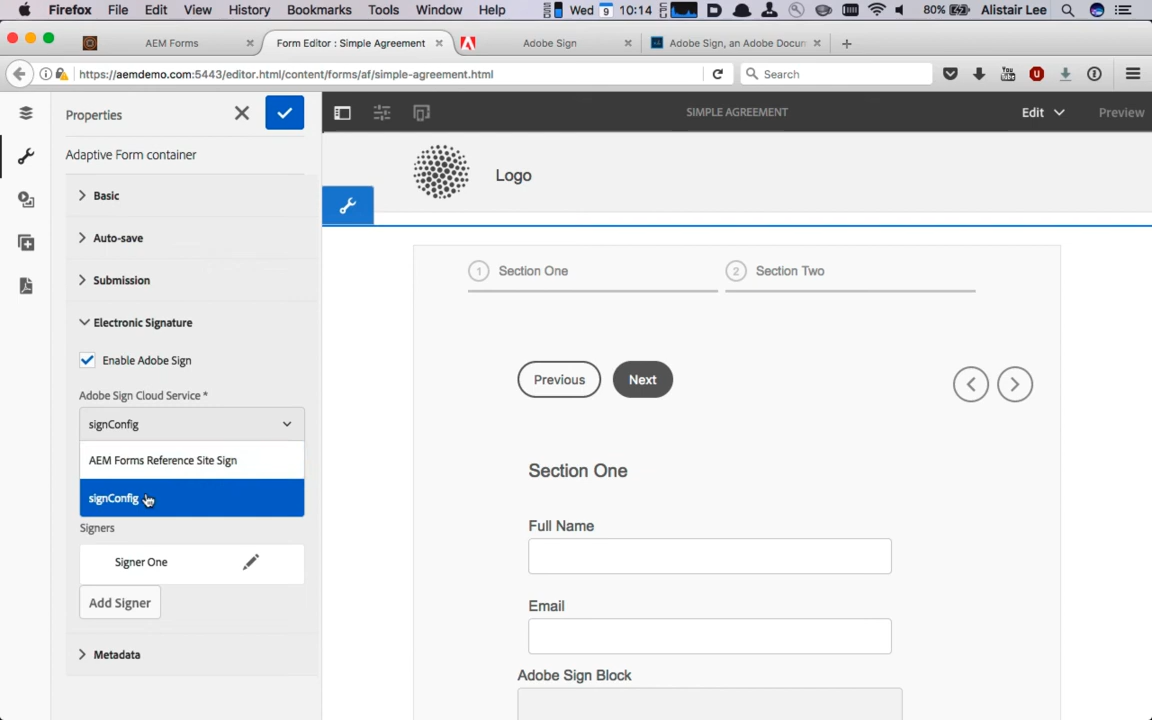 Firefox File Edit View History Bookmarks Tools Window Help Wed 9 10:14 80% Alistair Lee
AEM Forms
Form Editor : Simple Agreement
Adobe Sign
Adobe Sign, an Adobe Docum
https://aemdemo.com:5443/editor.html/content/forms/af/simple-agreement.html
Search
Properties
SIMPLE AGREEMENT
Edit
Preview
Adaptive Form container
Basic
Auto-save
Submission
Electronic Signature
Enable Adobe Sign
Adobe Sign Cloud Service *
signConfig
AEM Forms Reference Site Sign
signConfig
Signers
Signer One
Add Signer
Metadata
Logo
1 Section One
2 Section Two
Previous
Next
Section One
Full Name
Email
Adobe Sign Block